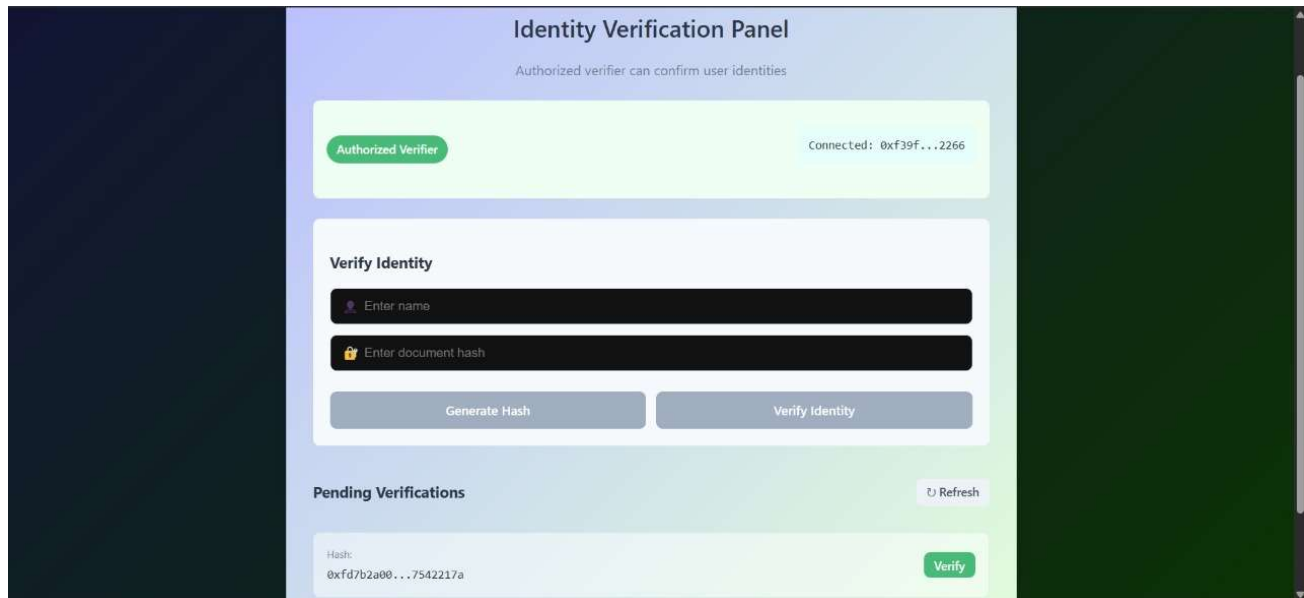 Identity Verification Panel
Authorized verifier can confirm user identities
Authorized Verifier
Connected: 0xf39f...2266
Verify Identity
Enter name
Enter document hash
Generate Hash
Verify Identity
Pending Verifications
↻ Refresh
Hash:
0xfd7b2a00...7542217a
Verify